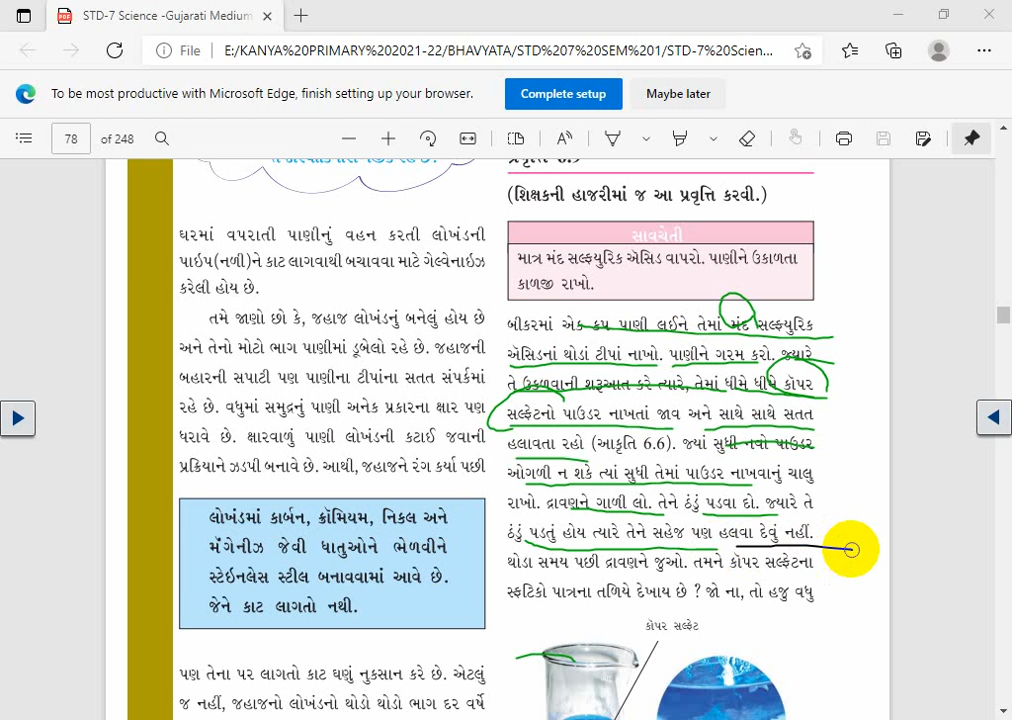 STD-7 Science -Gujarati Medium
File
E:/KANYA%20PRIMARY%202021-22/BHAVYATA/STD%207%20SEM%201/STD-7%20Scien...
To be most productive with Microsoft Edge, finish setting up your browser.
Complete setup
Maybe later
78 of 248
(શિક્ષકની હાજરીમાં જ આ પ્રવૃત્તિ કરવી.)
સાવચેતી
માત્ર મંદ સલ્ફ્યુરિક ઍસિડ વાપરો. પાણીને ઉકાળતા
કાળજી રાખો.
ઘરમાં વપરાતી પાણીનું વહન કરતી લોખંડની
પાઇપ(નળી)ને કાટ લાગવાથી બચાવવા માટે ગેલ્વેનાઇઝ
કરેલી હોય છે.
તમે જાણો છો કે, જહાજ લોખંડનું બનેલું હોય છે
અને તેનો મોટો ભાગ પાણીમાં ડૂબેલો રહે છે. જહાજની
બહારની સપાટી પણ પાણીના ટીપાંના સતત સંપર્કમાં
રહે છે. વધુમાં સમુદ્રનું પાણી અનેક પ્રકારના ક્ષાર પણ
ધરાવે છે. ક્ષારવાળું પાણી લોખંડની કટાઈ જવાની
પ્રક્રિયાને ઝડપી બનાવે છે. આથી, જહાજને રંગ કર્યા પછી
લોખંડમાં કાર્બન, ક્રૉમિયમ, નિકલ અને
મૅંગેનીઝ જેવી ધાતુઓને ભેળવીને
સ્ટેઇનલેસ સ્ટીલ બનાવવામાં આવે છે.
જેને કાટ લાગતો નથી.
પણ તેના પર લાગતો કાટ ઘણું નુકસાન કરે છે. એટલું
જ નહીં, જહાજનો લોખંડનો થોડો થોડો ભાગ દર વર્ષે
બીકરમાં એક કપ પાણી લઈને તેમાં મંદ સલ્ફ્યુરિક
ઍસિડનાં થોડાં ટીપાં નાખો. પાણીને ગરમ કરો. જ્યારે
તે ઉકળવાની શરૂઆત કરે ત્યારે, તેમાં ધીમે ધીમે કૉપર
સલ્ફેટનો પાઉડર નાખતાં જાવ અને સાથે સાથે સતત
હલાવતા રહો (આકૃતિ 6.6). જ્યાં સુધી નવો પાઉડર
ઓગળી ન શકે ત્યાં સુધી તેમાં પાઉડર નાખવાનું ચાલુ
રાખો. દ્રાવણને ગાળી લો. તેને ઠંડું પડવા દો. જ્યારે તે
ઠંડું પડતું હોય ત્યારે તેને સહેજ પણ હલવા દેવું નહીં.
થોડા સમય પછી દ્રાવણને જુઓ. તમને કૉપર સલ્ફેટના
સ્ફટિકો પાત્રના તળિયે દેખાય છે ? જો ના, તો હજુ વધુ
કૉપર સલ્ફેટ